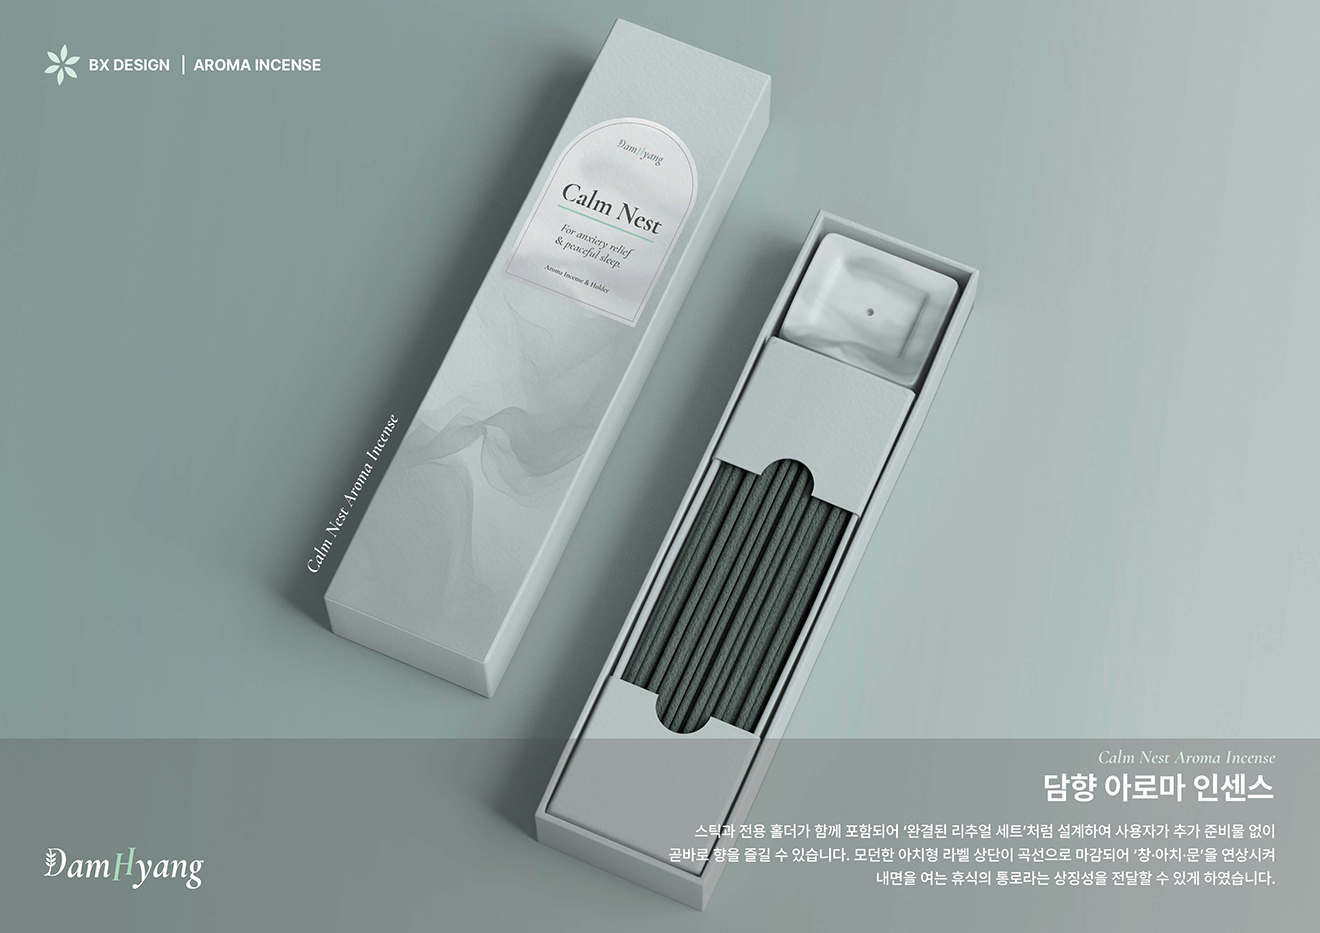 BX DESIGN | AROMA INCENSE
DamHyang
Calm Nest
For anxiety relief
& peaceful sleep.
Aroma Incense & Holder
Calm Nest Aroma Incense
Calm Nest Aroma Incense
담향 아로마 인센스
스틱과 전용 홀더가 함께 포함되어 ‘완결된 리추얼 세트’처럼 설계하여 사용자가 추가 준비물 없이
곧바로 향을 즐길 수 있습니다. 모던한 아치형 라벨 상단이 곡선으로 마감되어 ‘창·아치·문’을 연상시켜
내면을 여는 휴식의 통로라는 상징성을 전달할 수 있게 하였습니다.
DamHyang